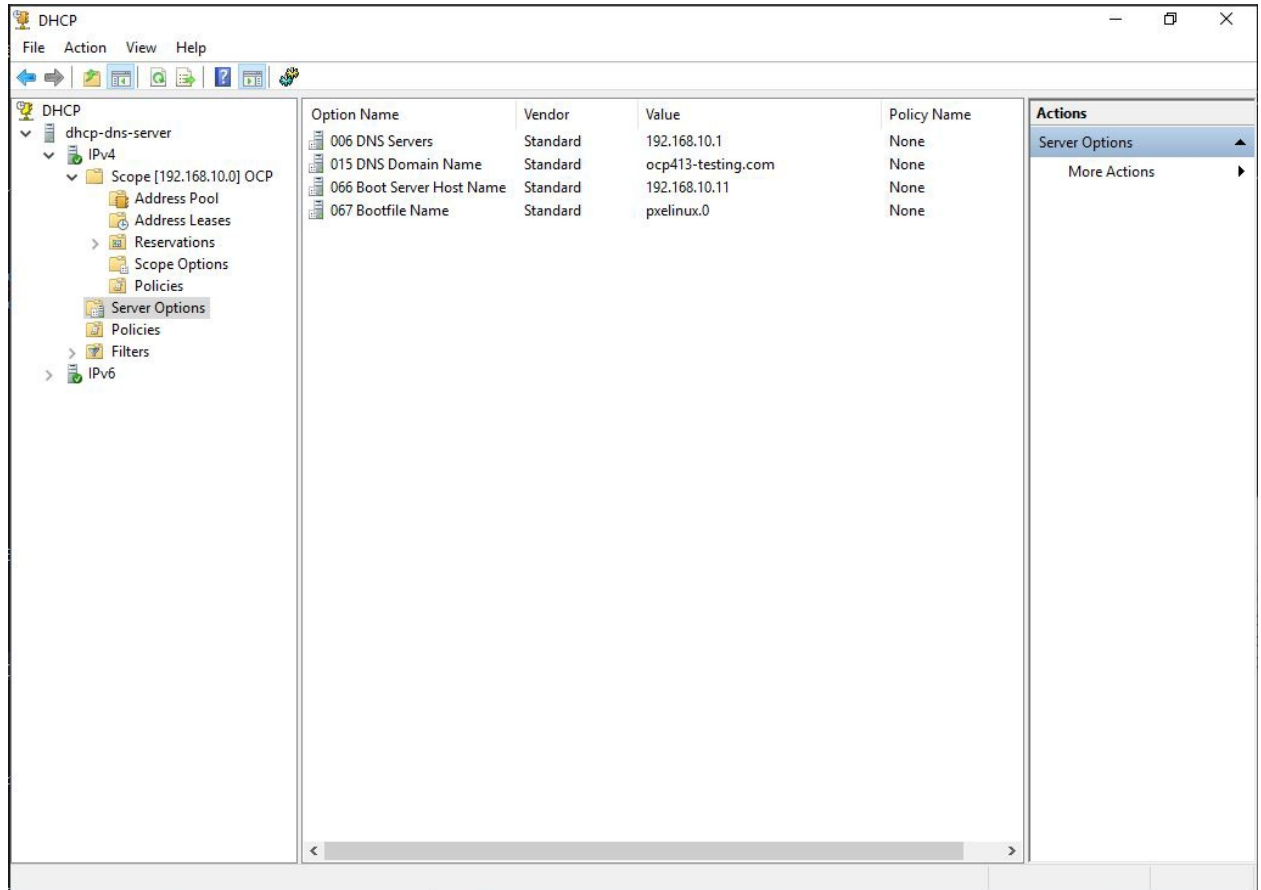 DHCP
File Action View Help
DHCP
dhcp-dns-server
IPv4
Scope [192.168.10.0] OCP
Address Pool
Address Leases
Reservations
Scope Options
Policies
Server Options
Policies
Filters
IPv6
Option Name Vendor Value Policy Name
006 DNS Servers Standard 192.168.10.1 None
015 DNS Domain Name Standard ocp413-testing.com None
066 Boot Server Host Name Standard 192.168.10.11 None
067 Bootfile Name Standard pxelinux.0 None
Actions
Server Options
More Actions